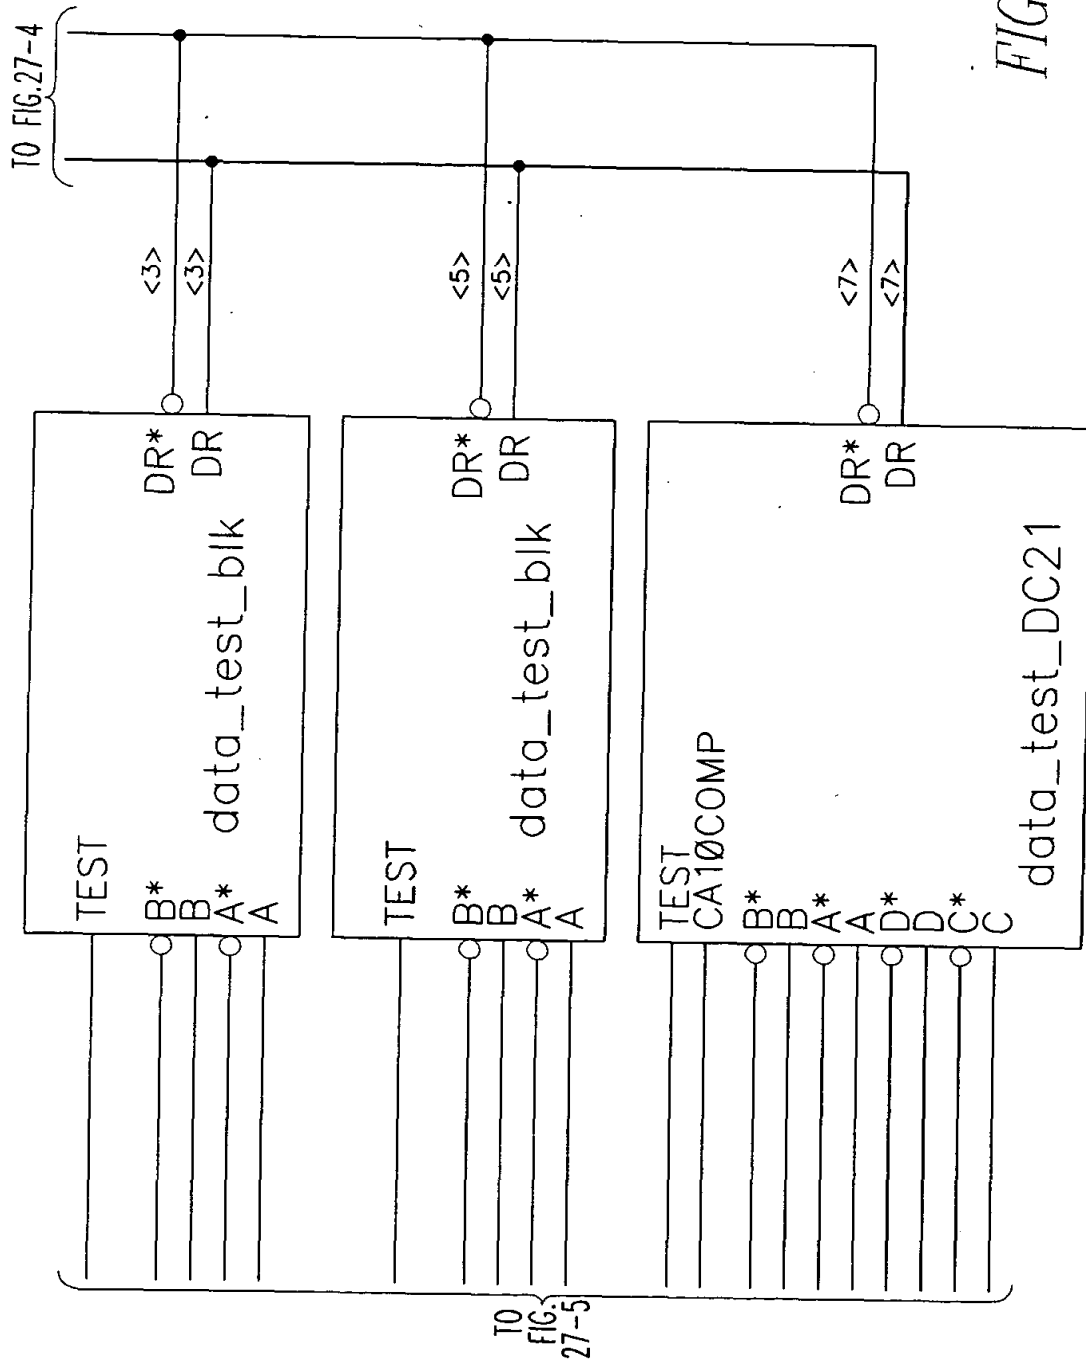 TO FIG.27-4
<3>
<3>
<5>
<5>
<7>
<7>
DR*
DR
TEST
B*
B
A*
A
data_test_blk
DR*
DR
TEST
B*
B
A*
A
data_test_blk
DR*
DR
TEST
CA10COMP
B*
B
A*
A
D*
D
C*
C
data_test_DC21
TO
FIG.
27-5
FIG